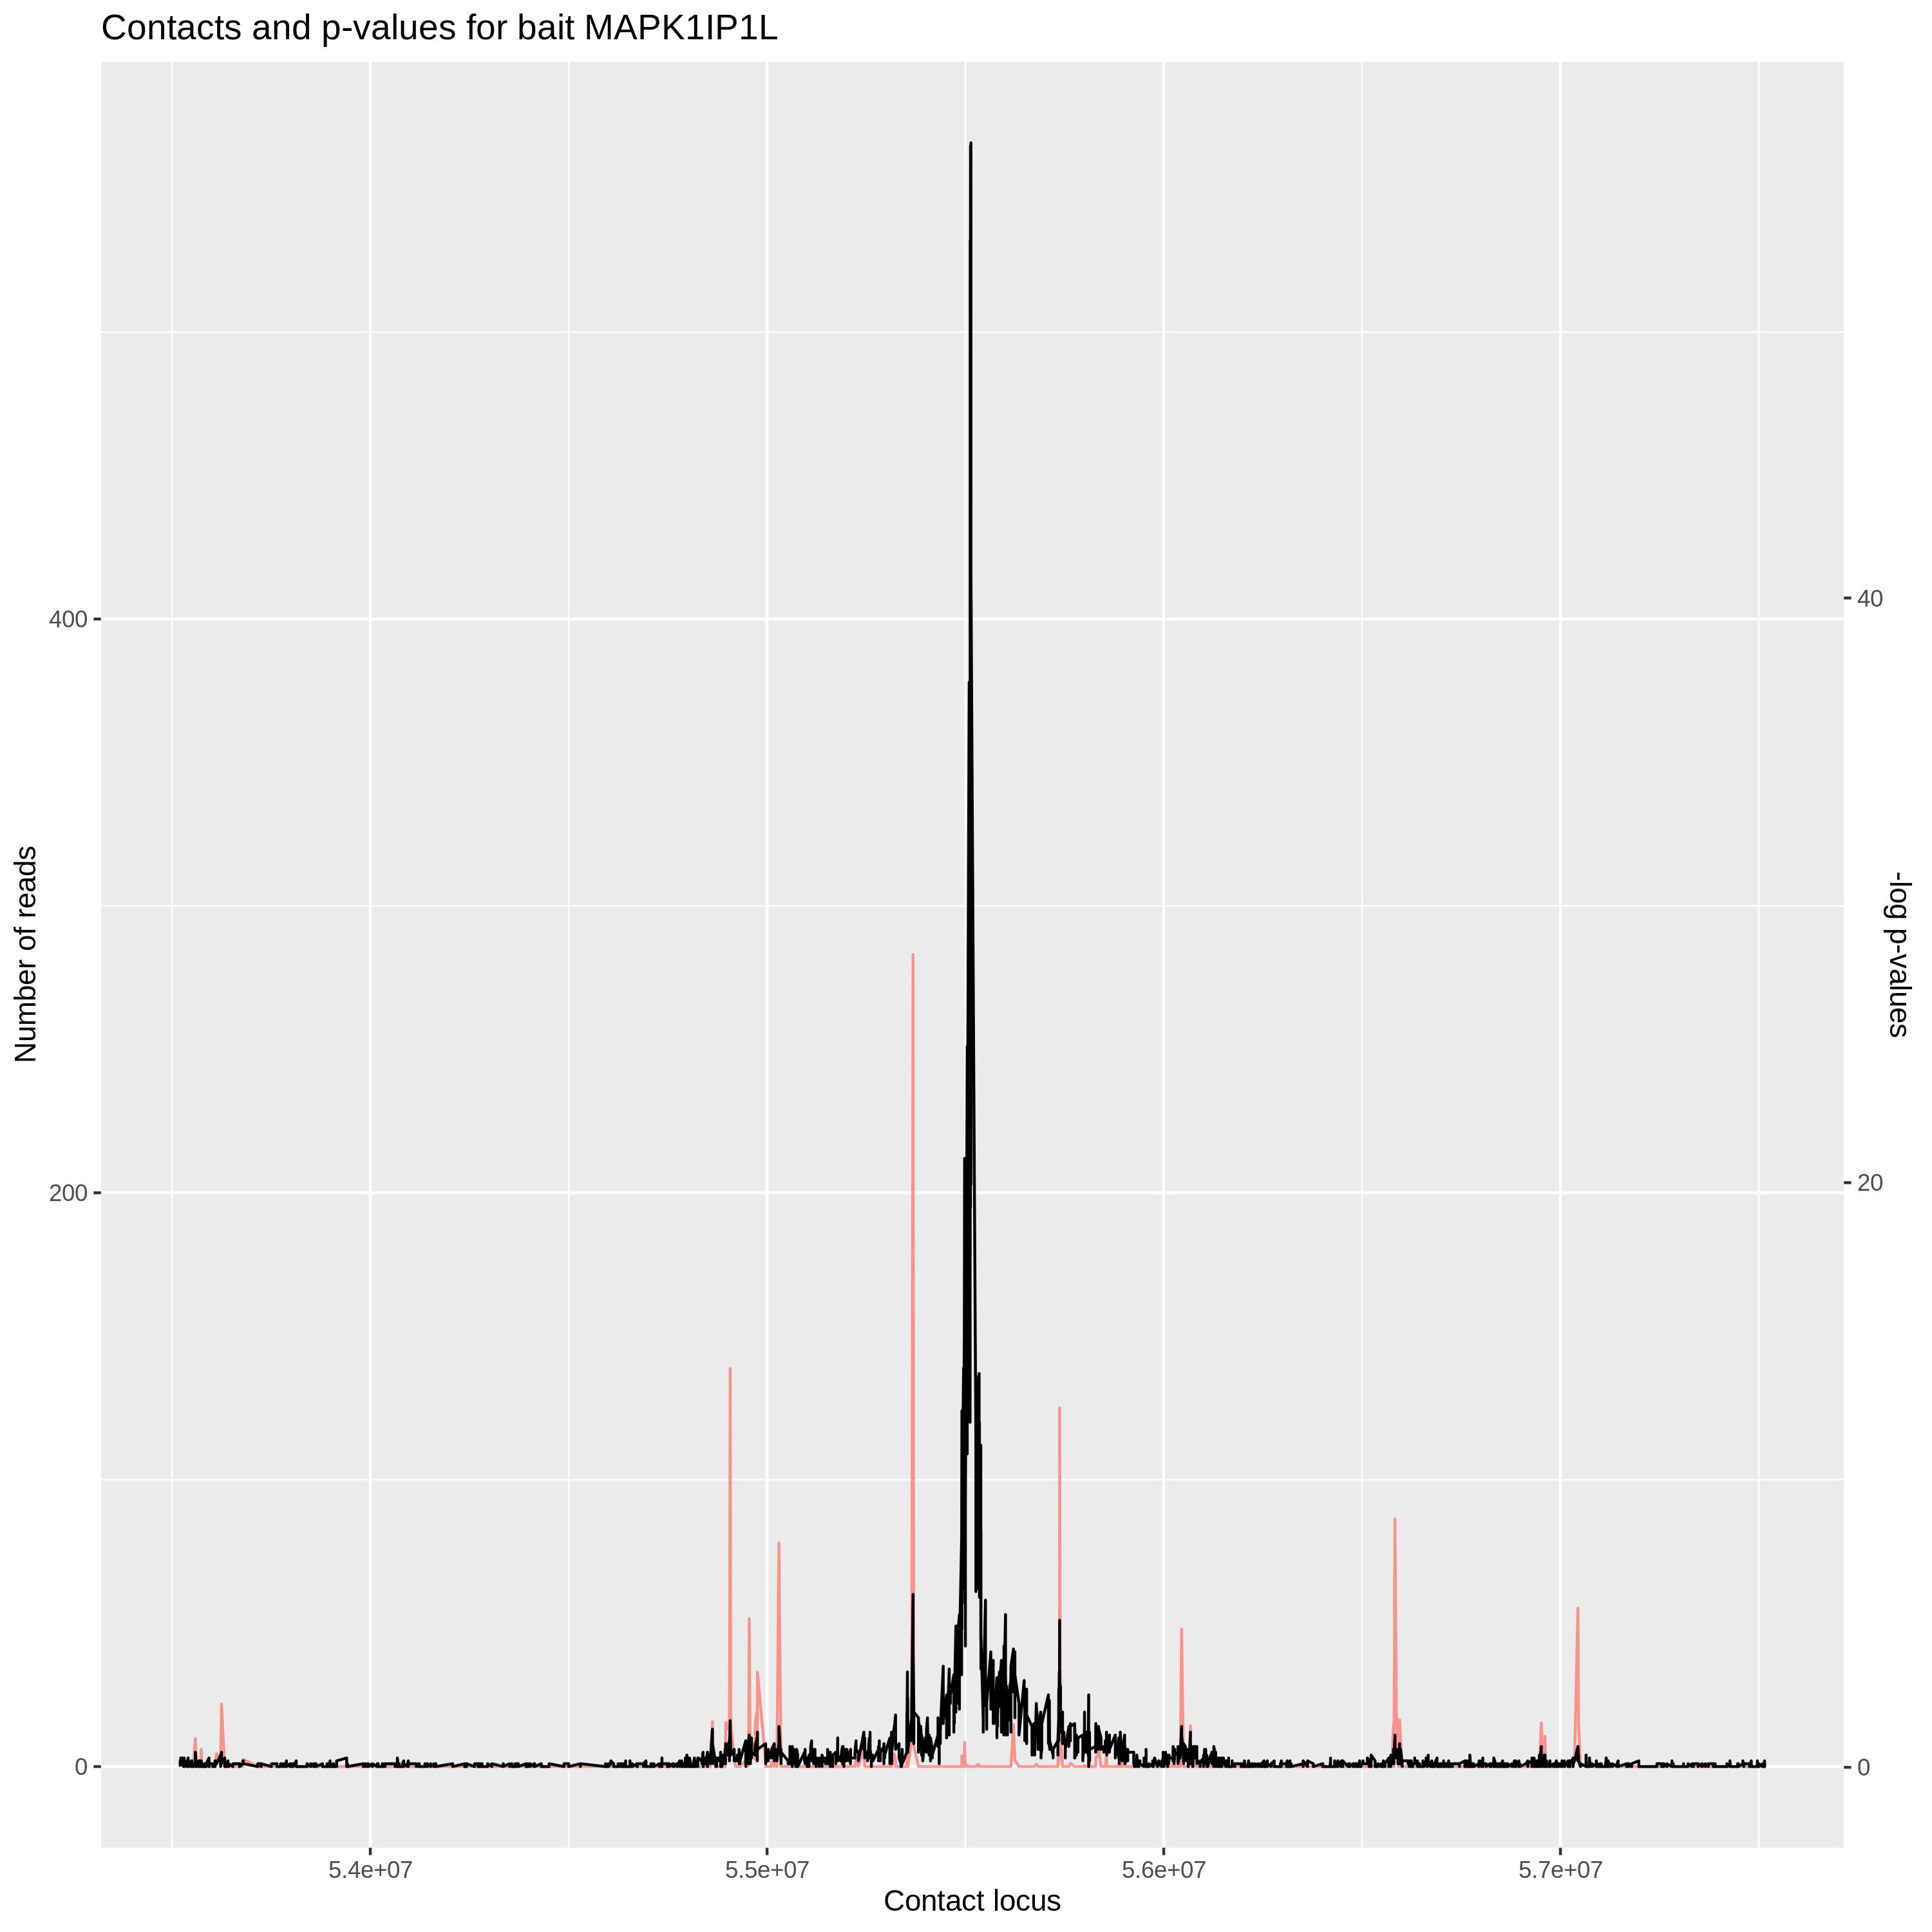 Contacts and p-values for bait MAPK1IP1L
Number of reads
400
200
0
40
20
0
-log p-values
5.4e+07
5.5e+07
5.6e+07
5.7e+07
Contact locus